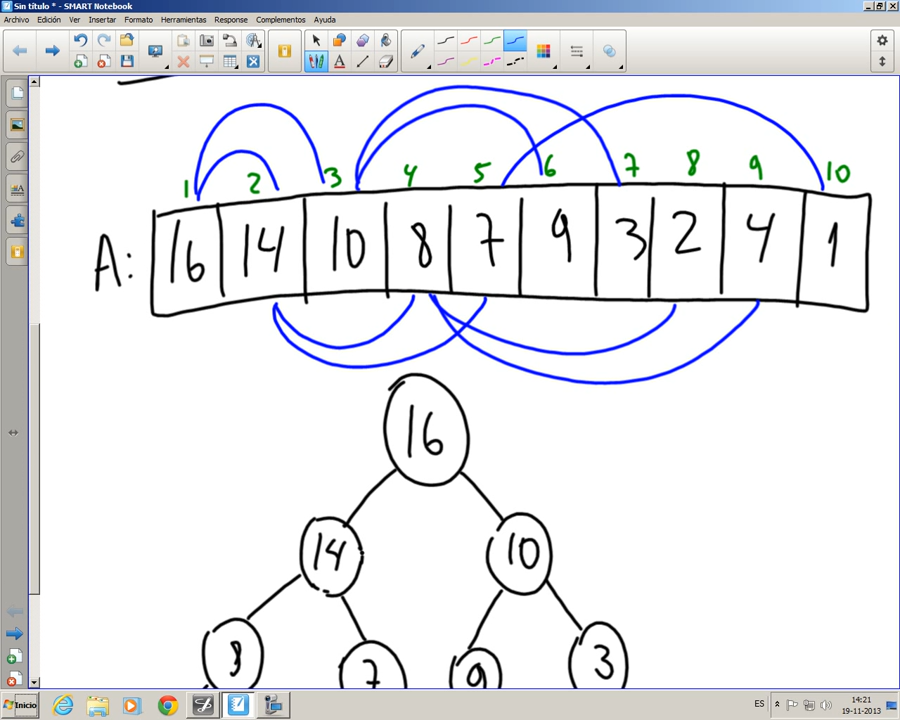 Sin título * - SMART Notebook
Archivo Edición Ver Insertar Formato Herramientas Response Complementos Ayuda
1 2 3 4 5 6 7 8 9 10
A: 16 14 10 8 7 9 3 2 4 1
16
14 10
8 7 9 3
Inicio ES 14:21
19-11-2013